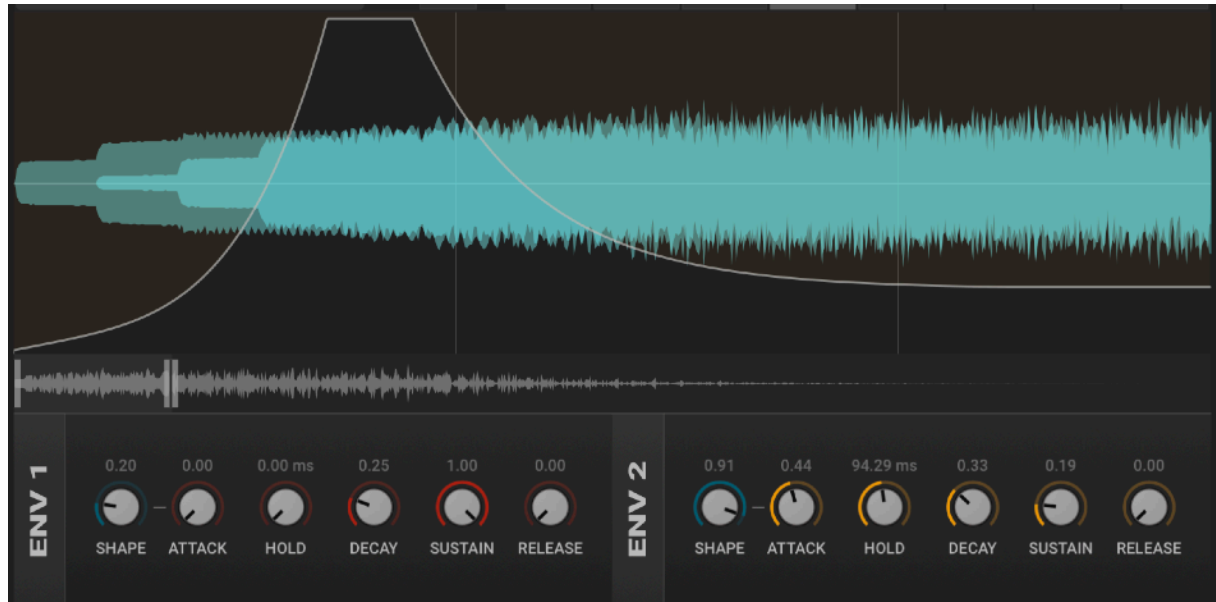 ENV 1
0.20 0.00 0.00 ms 0.25 1.00 0.00
SHAPE ATTACK HOLD DECAY SUSTAIN RELEASE
ENV 2
0.91 0.44 94.29 ms 0.33 0.19 0.00
SHAPE ATTACK HOLD DECAY SUSTAIN RELEASE